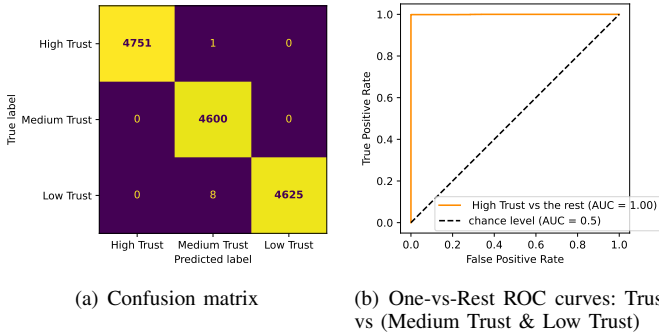 High Trust
Medium Trust
Low Trust
True label
4751 1 0
0 4600 0
0 8 4625
High Trust Medium Trust Low Trust
Predicted label
(a) Confusion matrix
True Positive Rate
1.0
0.8
0.6
0.4
0.2
0.0
High Trust vs the rest (AUC = 1.00)
chance level (AUC = 0.5)
0.0 0.2 0.4 0.6 0.8 1.0
False Positive Rate
(b) One-vs-Rest ROC curves: Trus
vs (Medium Trust & Low Trust)